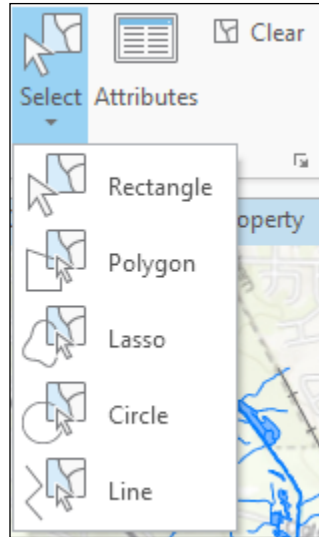 Clear
Select Attributes
Rectangle
operty
Polygon
Lasso
Circle
Line